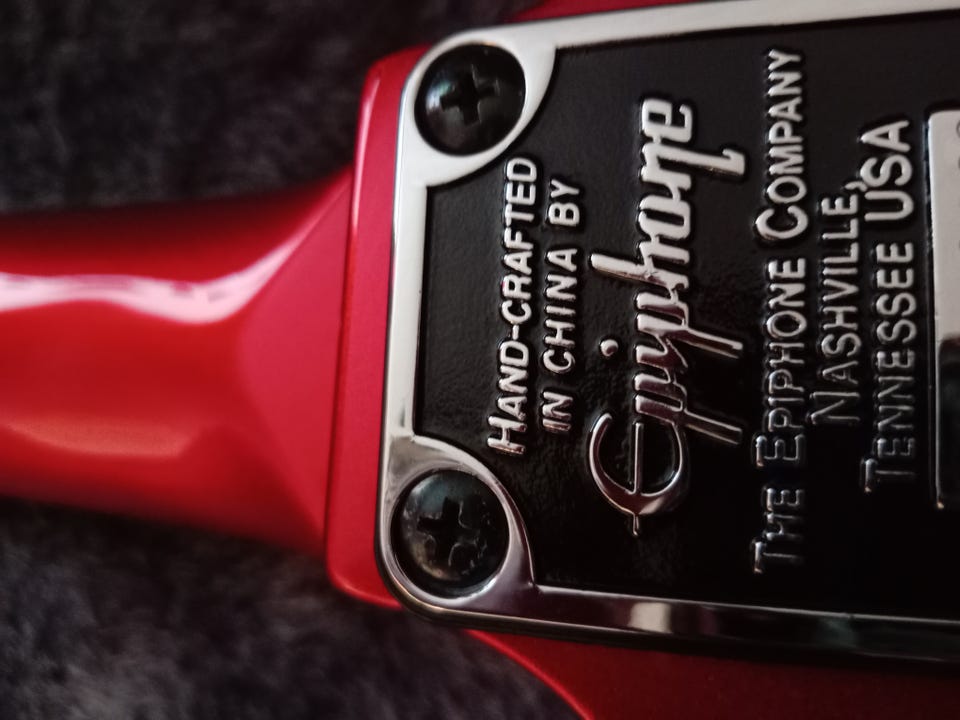 HAND-CRAFTED
IN CHINA BY
Epiphone
THE EPIPHONE COMPANY
NASHVILLE,
TENNESSEE USA